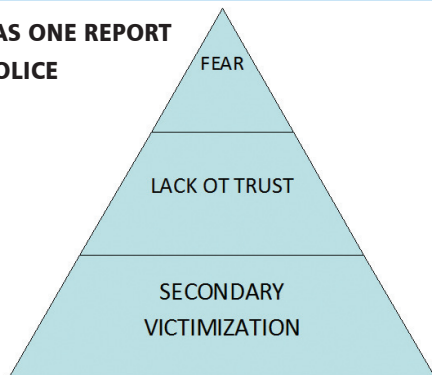 AS ONE REPORT
OLICE
FEAR
LACK OT TRUST
SECONDARY
VICTIMIZATION